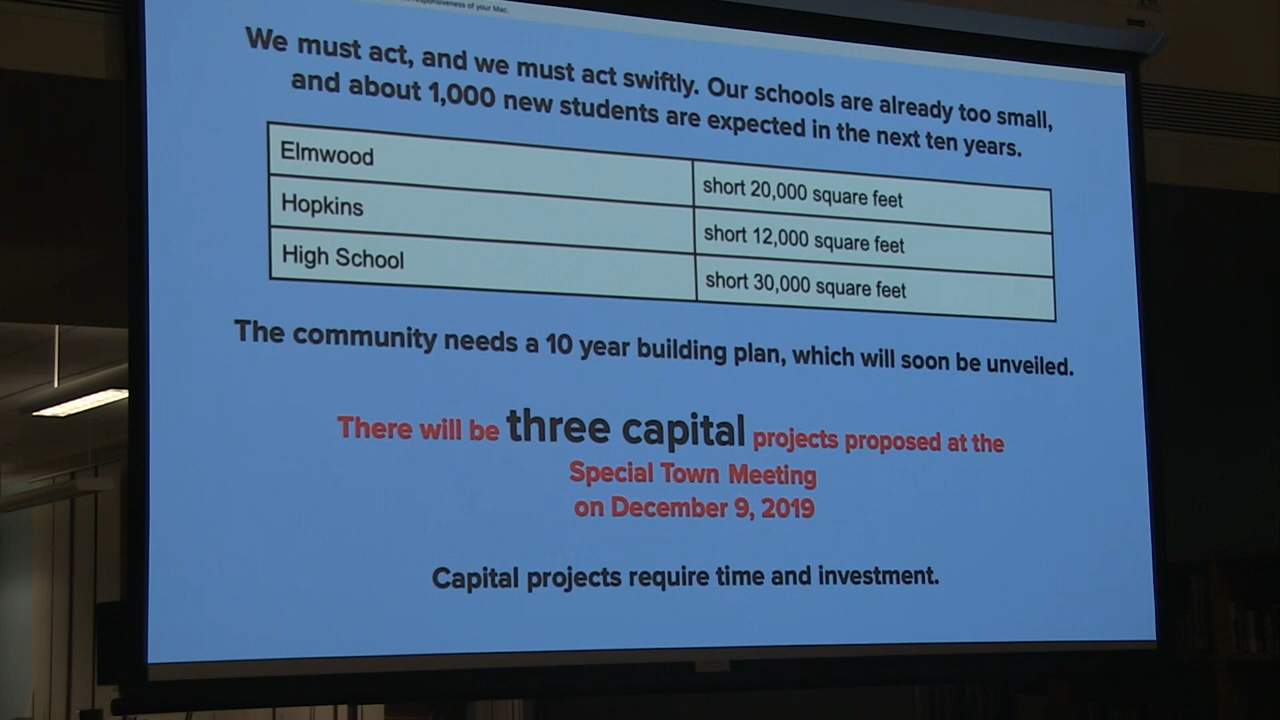 responsiveness of your Mac.
We must act, and we must act swiftly. Our schools are already too small,
and about 1,000 new students are expected in the next ten years.
Elmwood short 20,000 square feet
Hopkins short 12,000 square feet
High School short 30,000 square feet
The community needs a 10 year building plan, which will soon be unveiled.
There will be three capital projects proposed at the
Special Town Meeting
on December 9, 2019
Capital projects require time and investment.